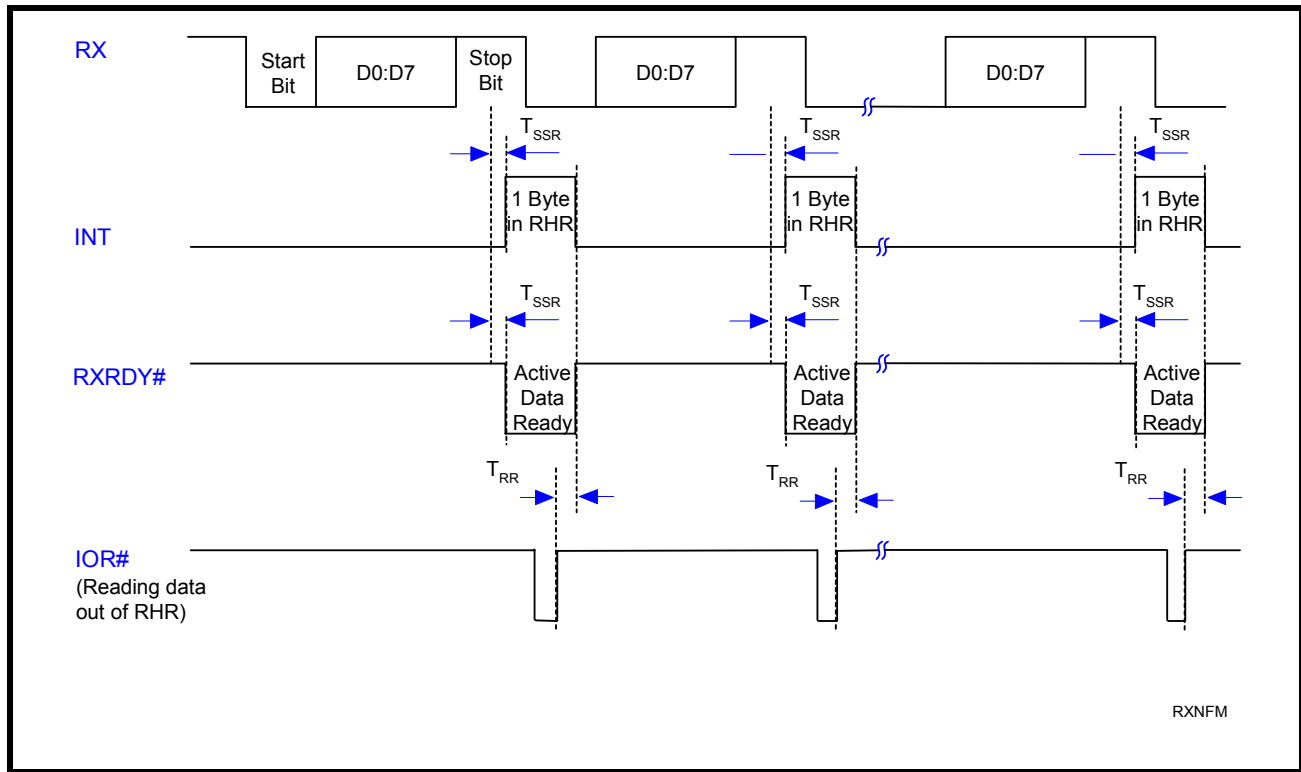 RX
Start
Bit
D0:D7
Stop
Bit
D0:D7
D0:D7
TSSR
TSSR
TSSR
INT
1 Byte
in RHR
1 Byte
in RHR
1 Byte
in RHR
TSSR
TSSR
TSSR
RXRDY#
Active
Data
Ready
Active
Data
Ready
Active
Data
Ready
TRR
TRR
TRR
IOR#
(Reading data
out of RHR)
RXNFM